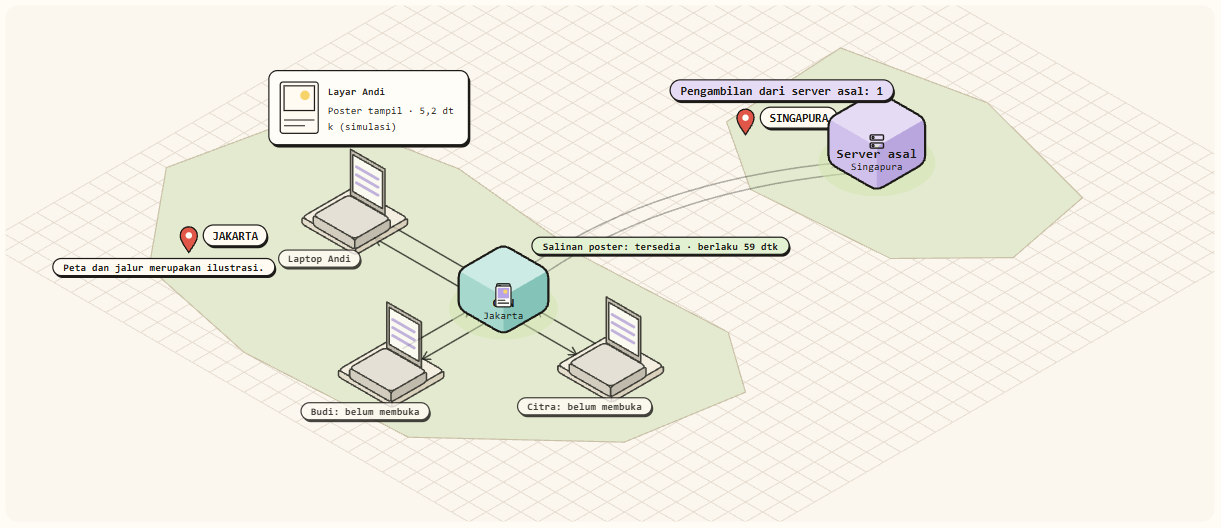 Layar Andi
Poster tampil · 5,2 dt
k (simulasi)
Pengambilan dari server asal: 1
SINGAPURA
Server asal
Singapura
JAKARTA
Peta dan jalur merupakan ilustrasi.
Laptop Andi
Salinan poster: tersedia · berlaku 59 dtk
Jakarta
Budi: belum membuka
Citra: belum membuka